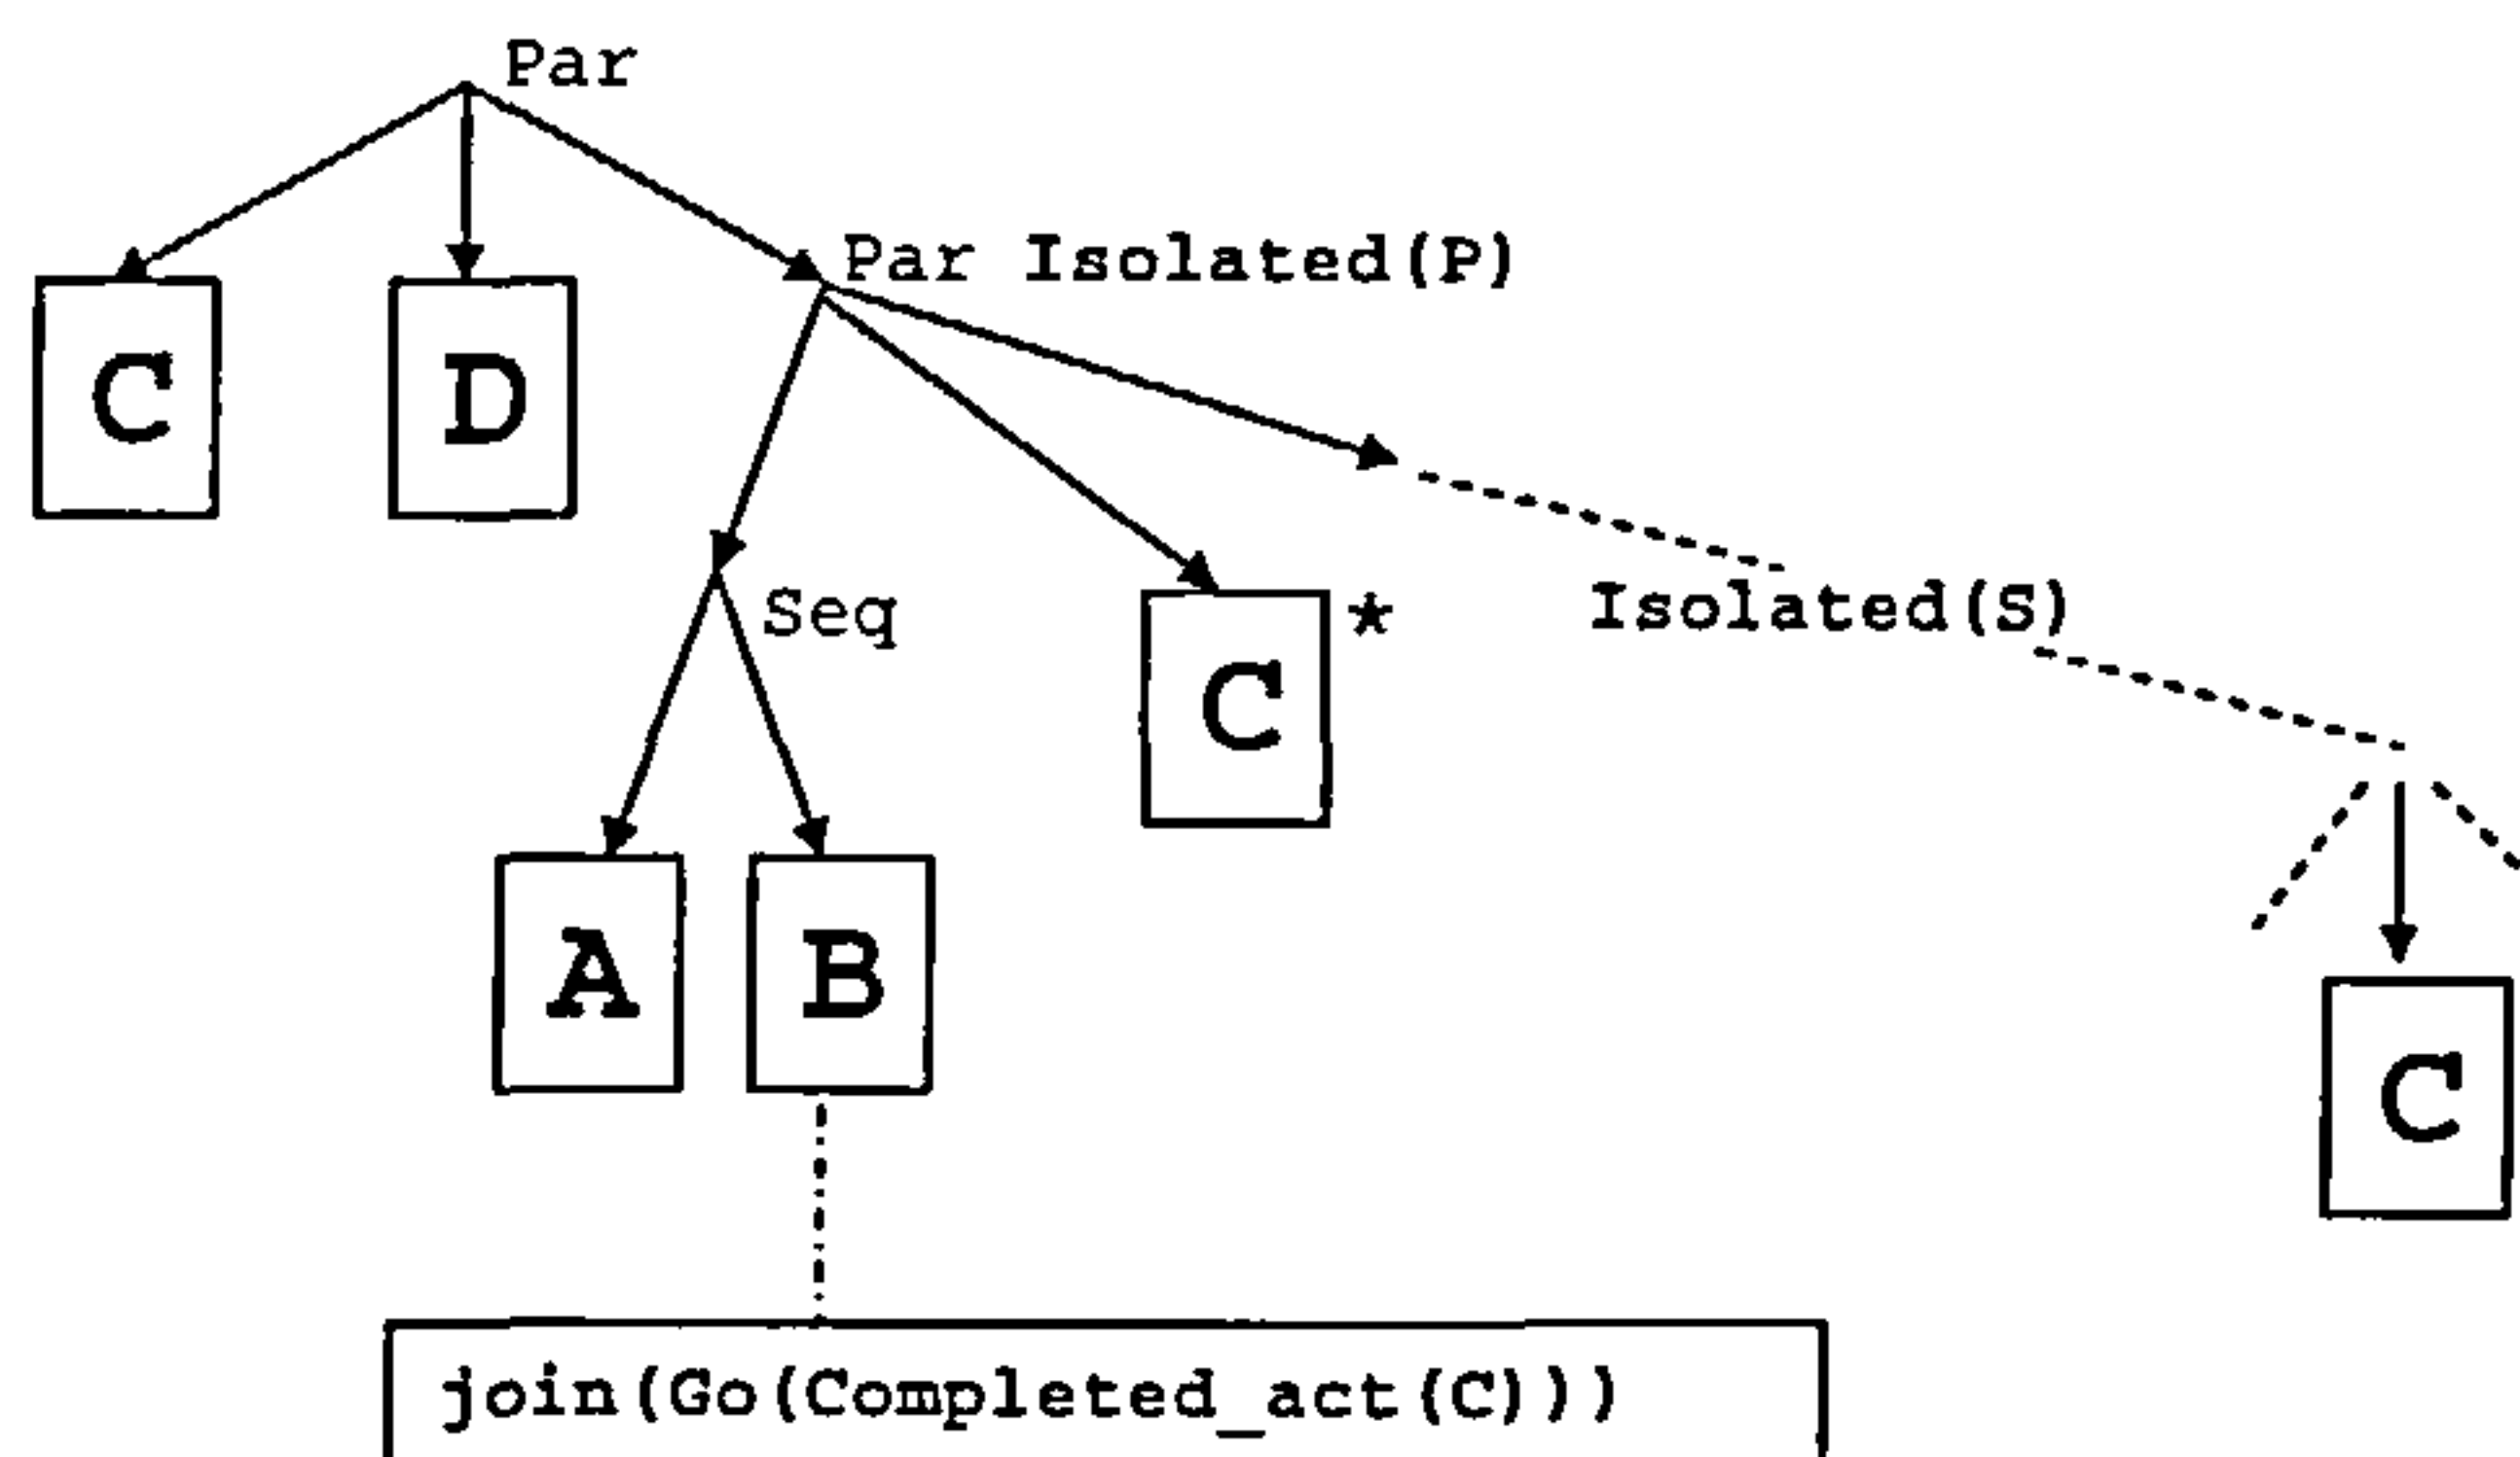 Par
Par Isolated(P)
C
D
Seq
*
Isolated(S)
C
A
B
C
join(Go(Completed_act(C)))